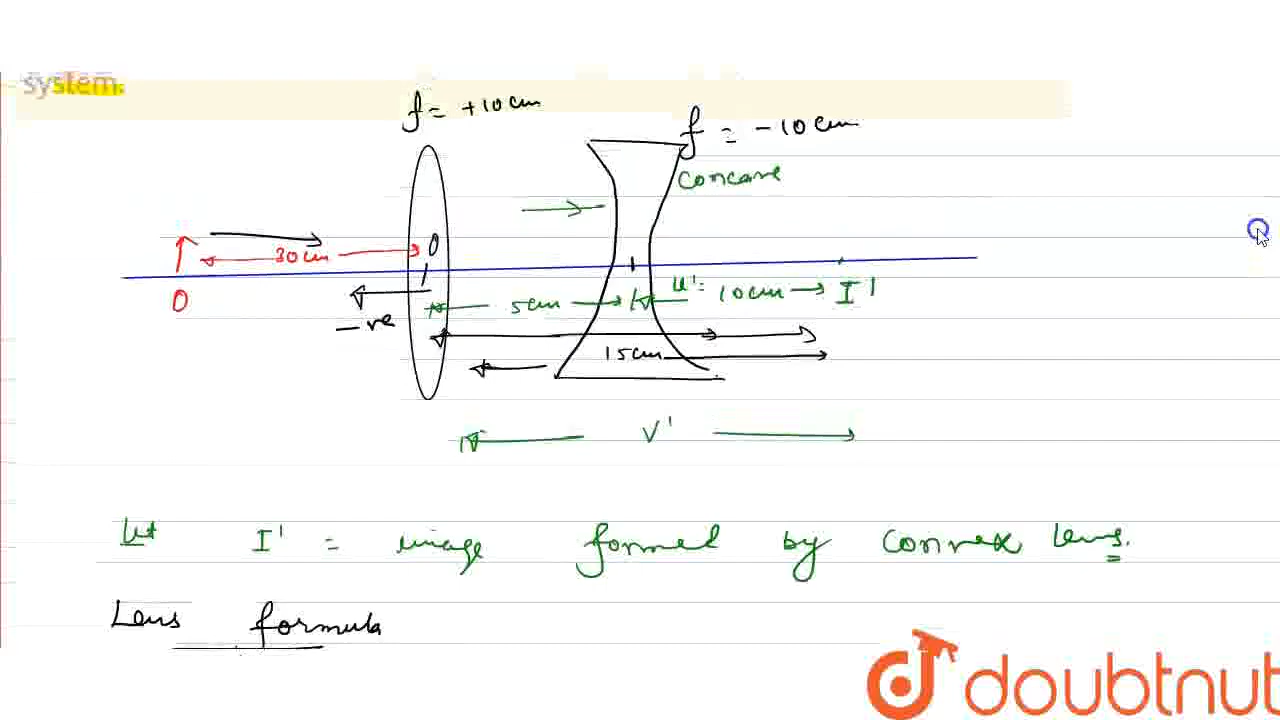 system.
f = +10 cm
f = -10 cm
concave
30 cm
O
O
5 cm
u' = 10 cm
I'
-ve
15 cm
V'
Let I' = image formed by convex lens.
Lens formula
doubtnut